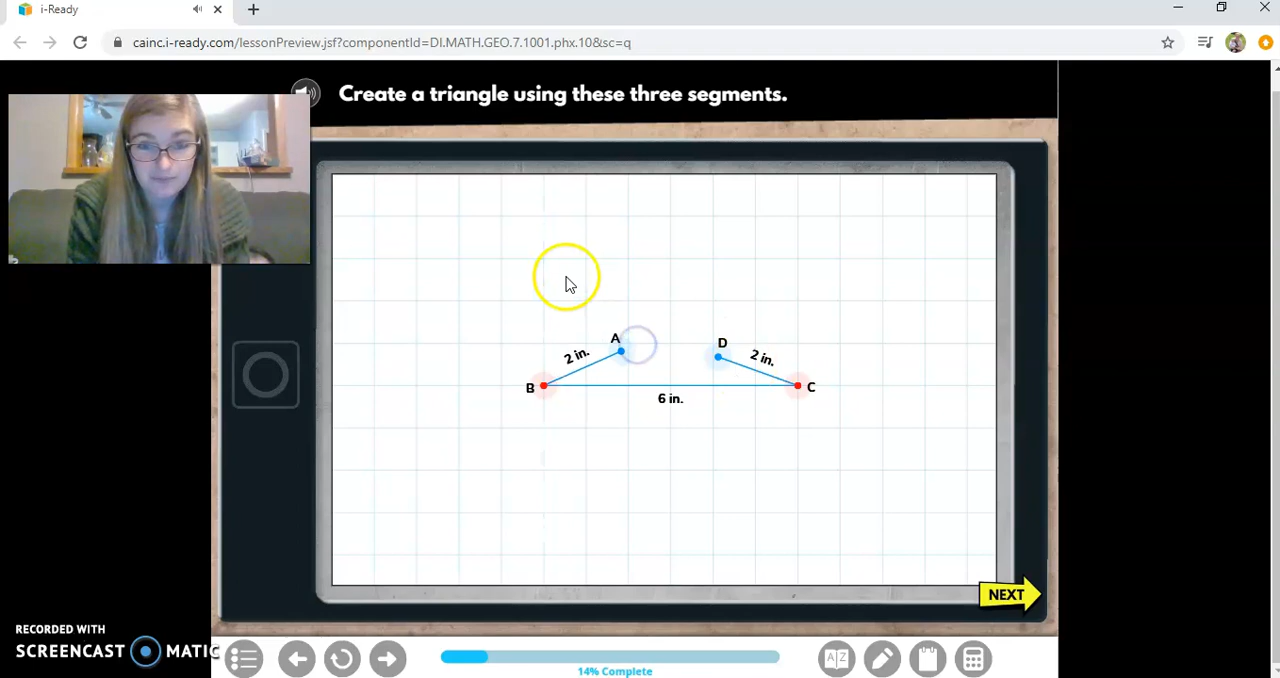 i-Ready
cainc.i-ready.com/lessonPreview.jsf?componentId=DI.MATH.GEO.7.1001.phx.10&sc=q
Create a triangle using these three segments.
A
D
2 in.
2 in.
B
C
6 in.
NEXT
RECORDED WITH
SCREENCAST MATIC
A Z
14% Complete